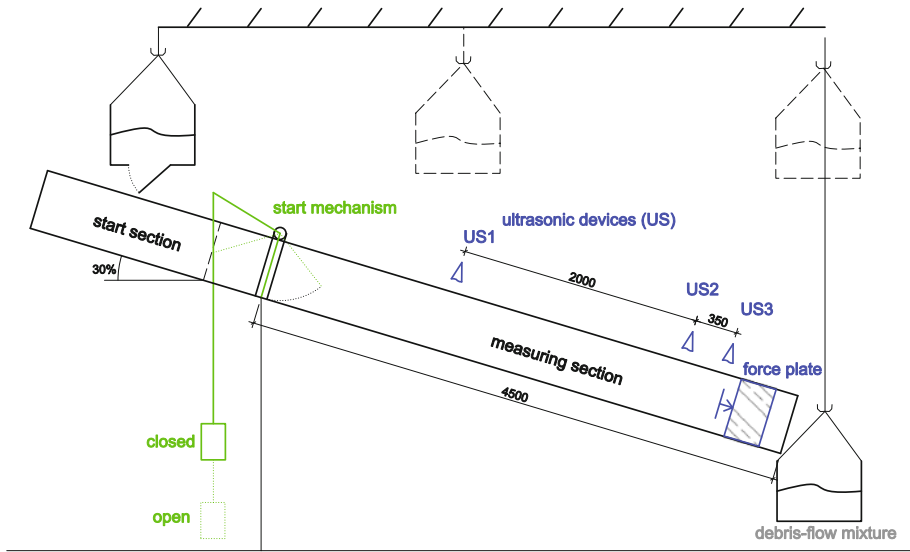 start mechanism
ultrasonic devices (US)
start section
US1
30%
2000
US2
350
US3
measuring section
force plate
4500
closed
open
debris-flow mixture